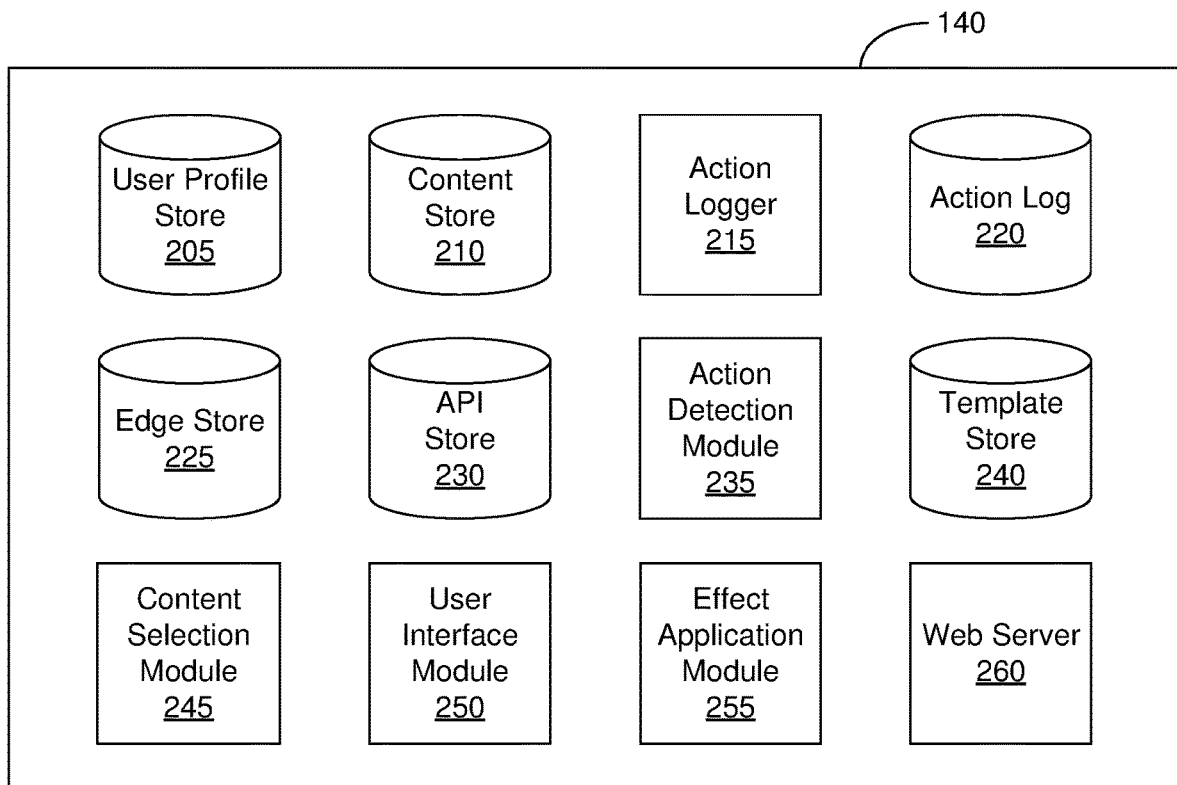 140
User Profile
Store
205
Content
Store
210
Action
Logger
215
Action Log
220
Edge Store
225
API
Store
230
Action
Detection
Module
235
Template
Store
240
Content
Selection
Module
245
User
Interface
Module
250
Effect
Application
Module
255
Web Server
260